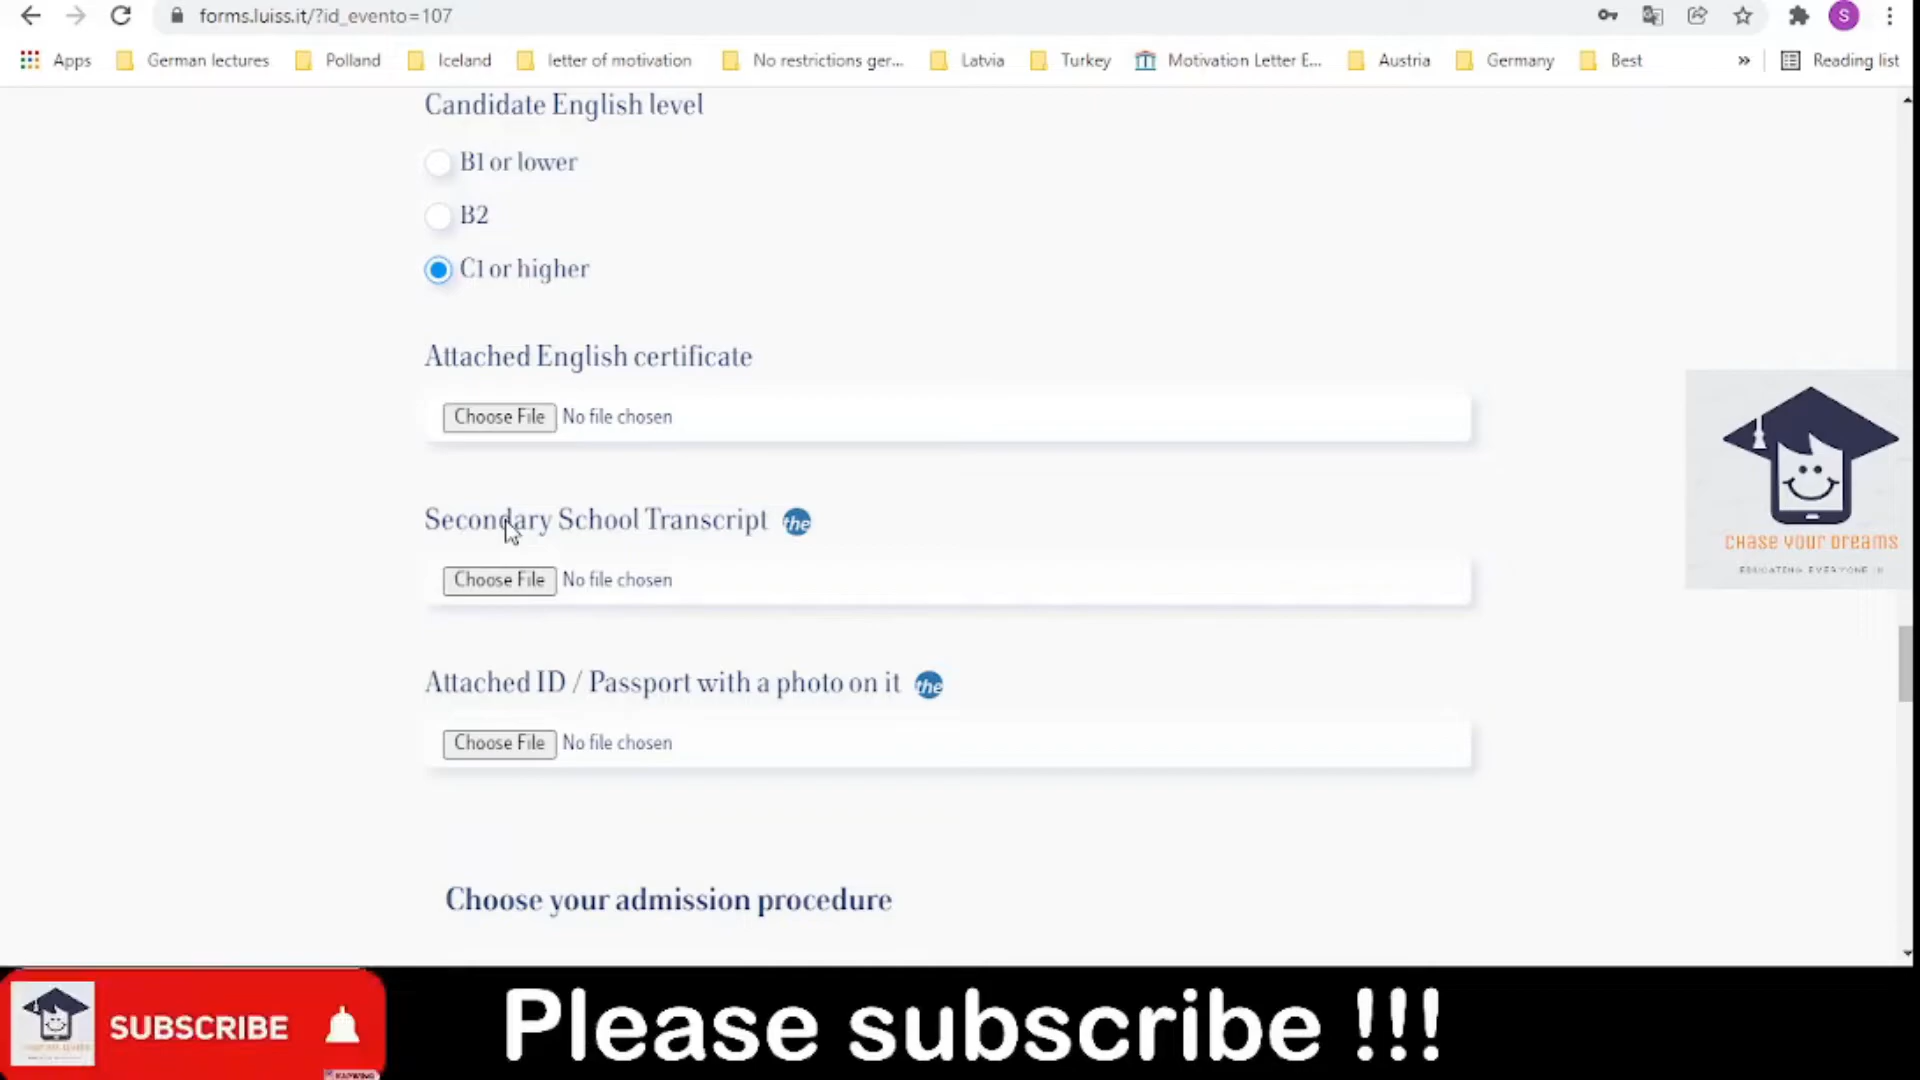 forms.luiss.it/?id_evento=107
S
Apps German lectures Polland Iceland letter of motivation No restrictions ger... Latvia Turkey Motivation Letter E... Austria Germany Best » Reading list
Candidate English level
B1 or lower
B2
C1 or higher
Attached English certificate
Choose File No file chosen
Secondary School Transcript the
Choose File No file chosen
Attached ID / Passport with a photo on it the
Choose File No file chosen
Choose your admission procedure
CHASE YOUR DREAMS
SUBSCRIBE
Please subscribe !!!